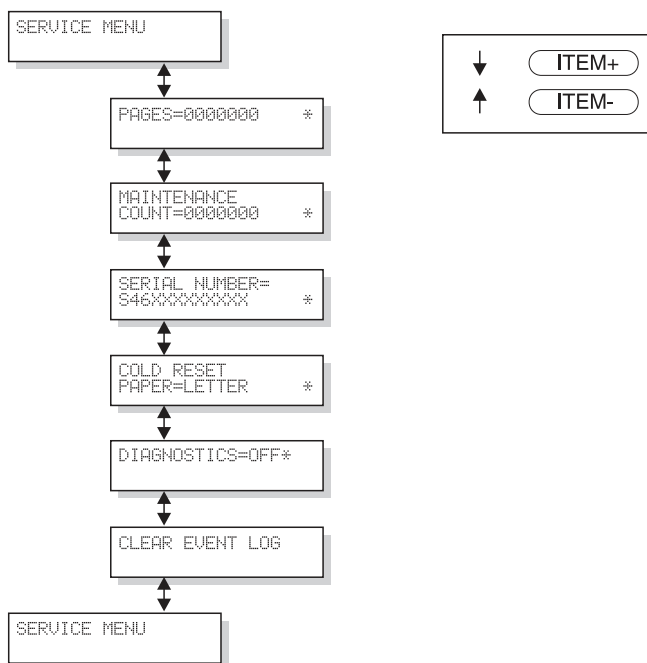 SERVICE MENU
PAGES=0000000 *
MAINTENANCE
COUNT=0000000 *
SERIAL NUMBER=
S46XXXXXXXXX *
COLD RESET
PAPER=LETTER *
DIAGNOSTICS=OFF*
CLEAR EVENT LOG
SERVICE MENU
ITEM+
ITEM-